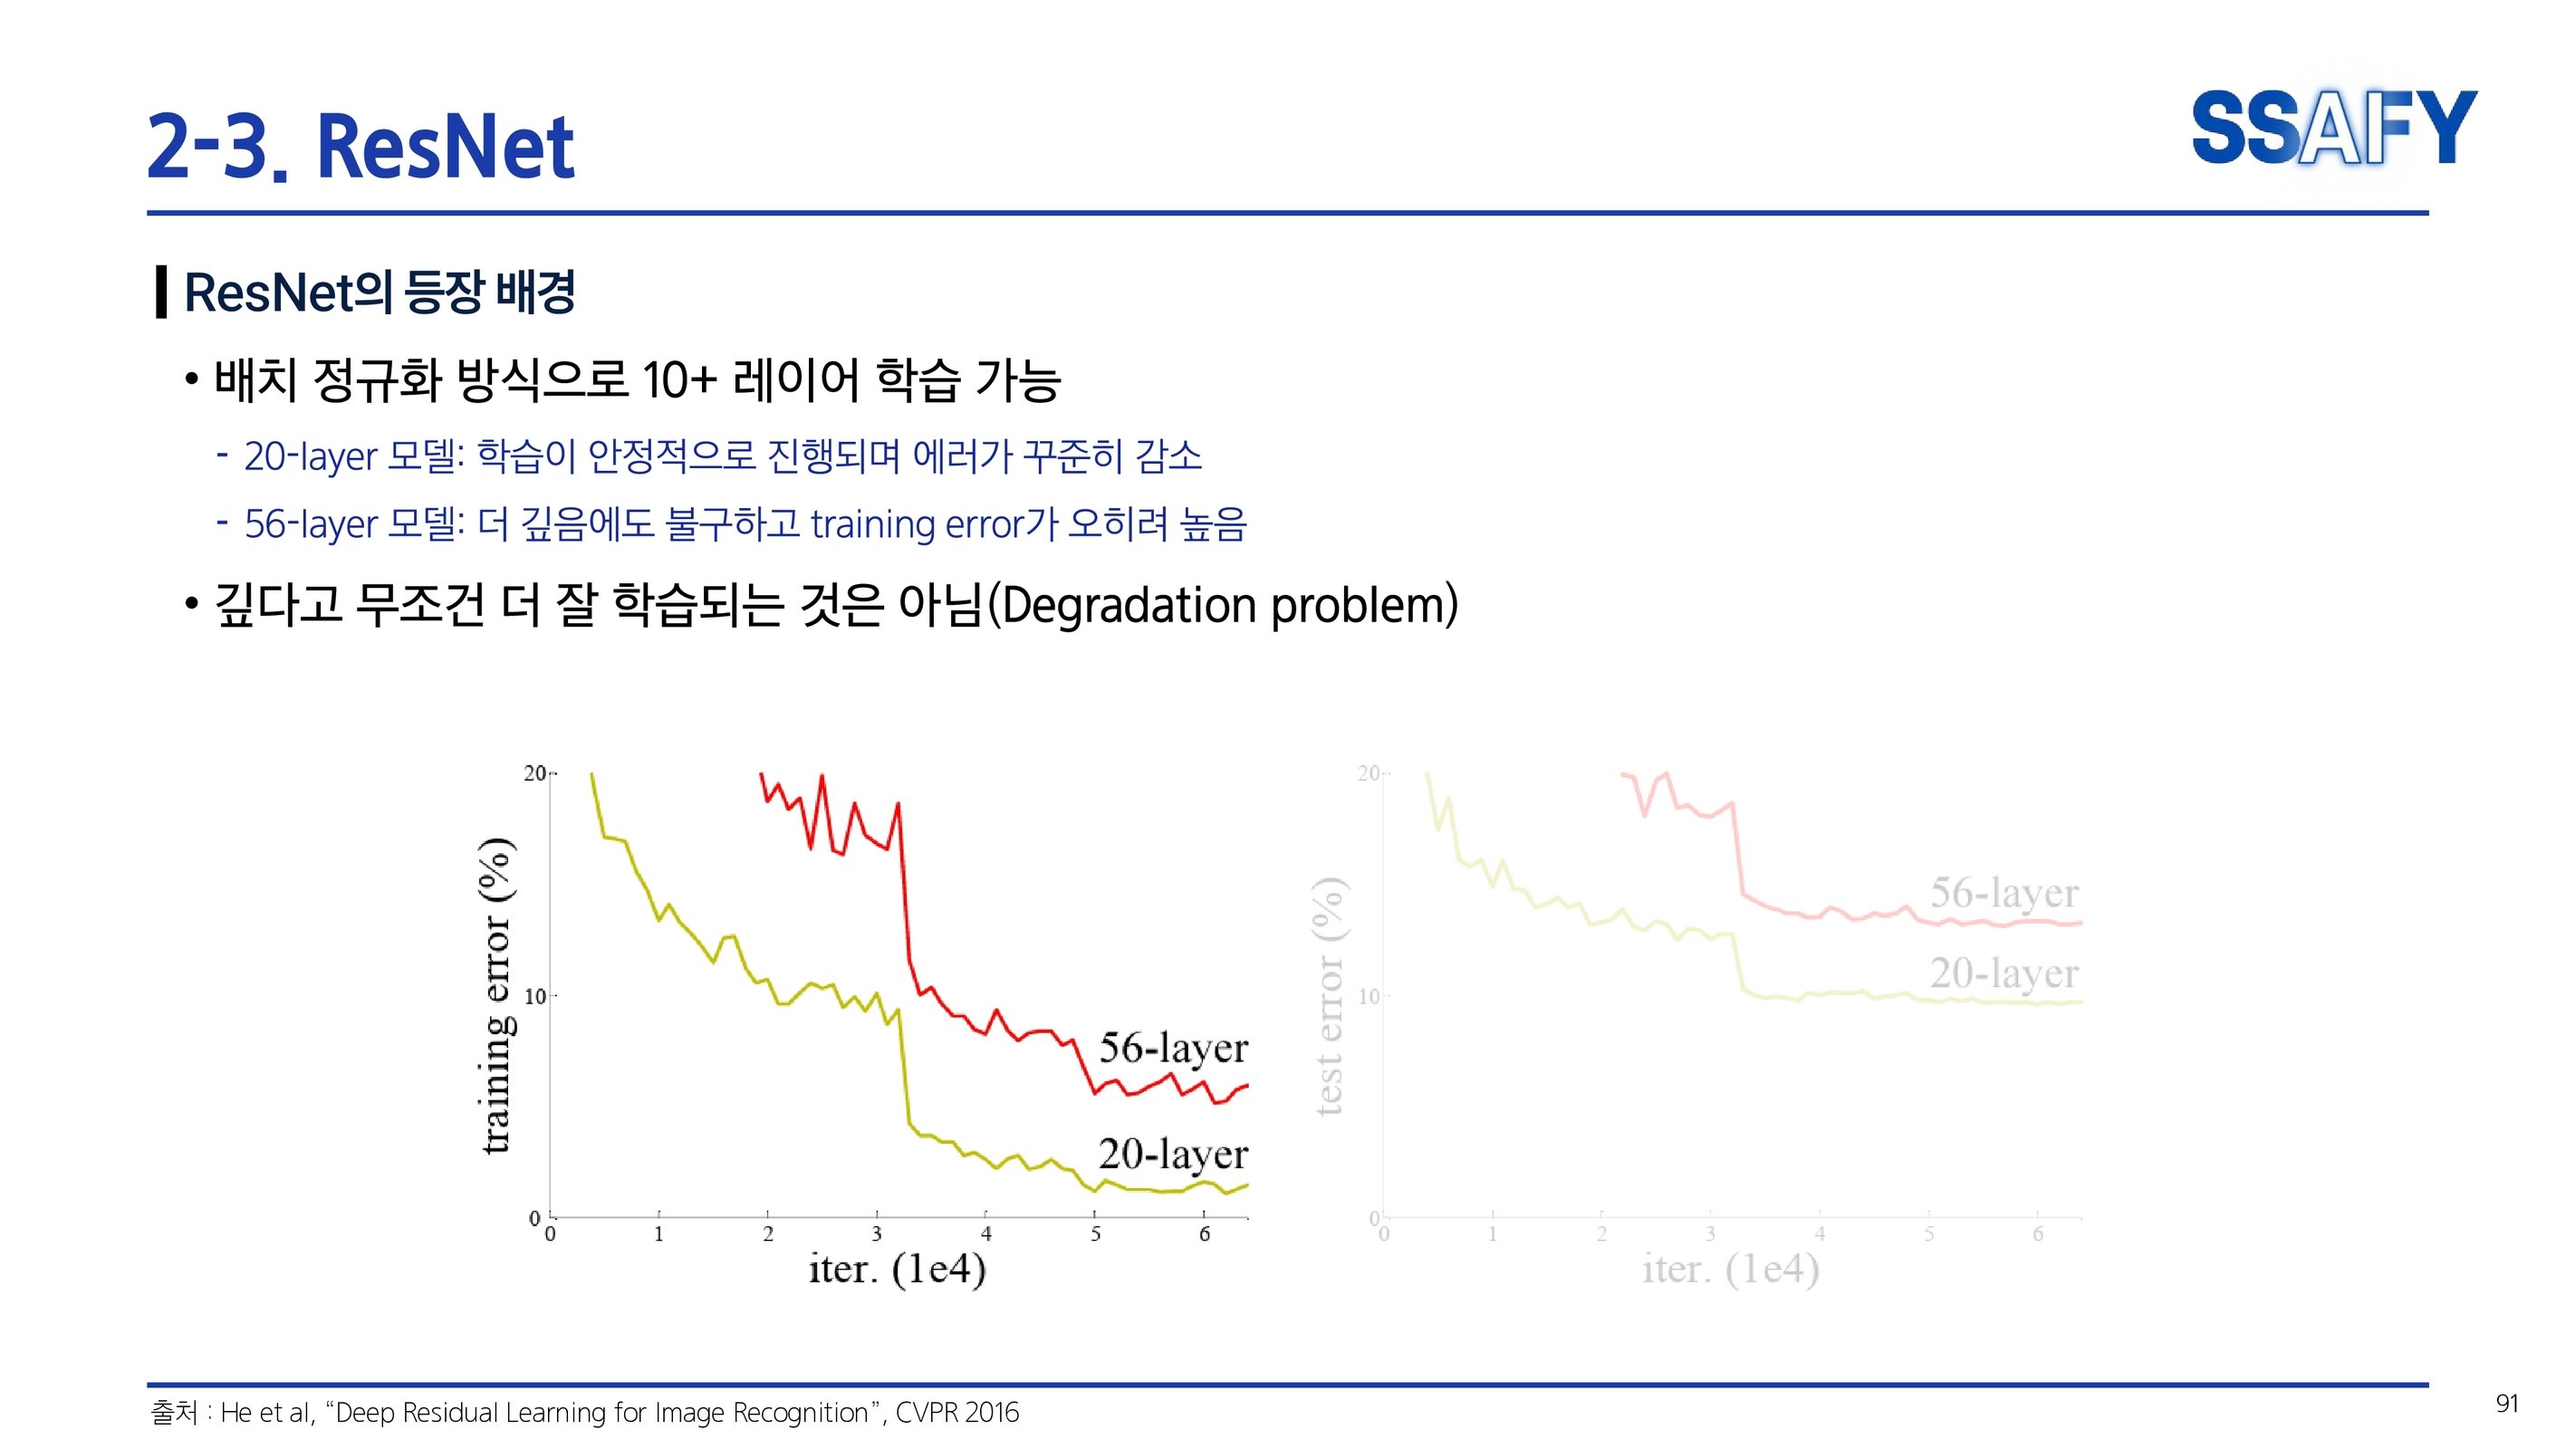 2-3. ResNet
SSAFY
ResNet의 등장 배경
• 배치 정규화 방식으로 10+ 레이어 학습 가능
- 20-layer 모델: 학습이 안정적으로 진행되며 에러가 꾸준히 감소
- 56-layer 모델: 더 깊음에도 불구하고 training error가 오히려 높음
• 깊다고 무조건 더 잘 학습되는 것은 아님(Degradation problem)
training error (%)
20
10
0
56-layer
20-layer
0 1 2 3 4 5 6
iter. (1e4)
test error (%)
20
10
0
56-layer
20-layer
0 1 2 3 4 5 6
iter. (1e4)
출처 : He et al, “Deep Residual Learning for Image Recognition”, CVPR 2016
91